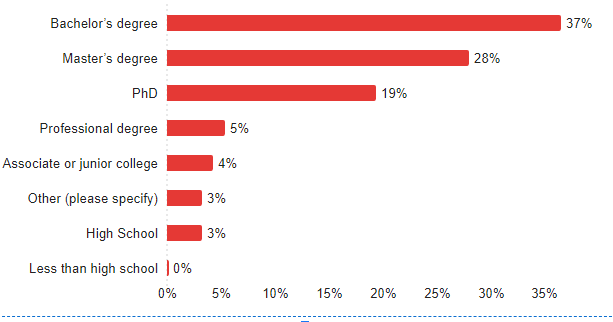 Bachelor’s degree 37%
Master’s degree 28%
PhD 19%
Professional degree 5%
Associate or junior college 4%
Other (please specify) 3%
High School 3%
Less than high school 0%
0% 5% 10% 15% 20% 25% 30% 35%